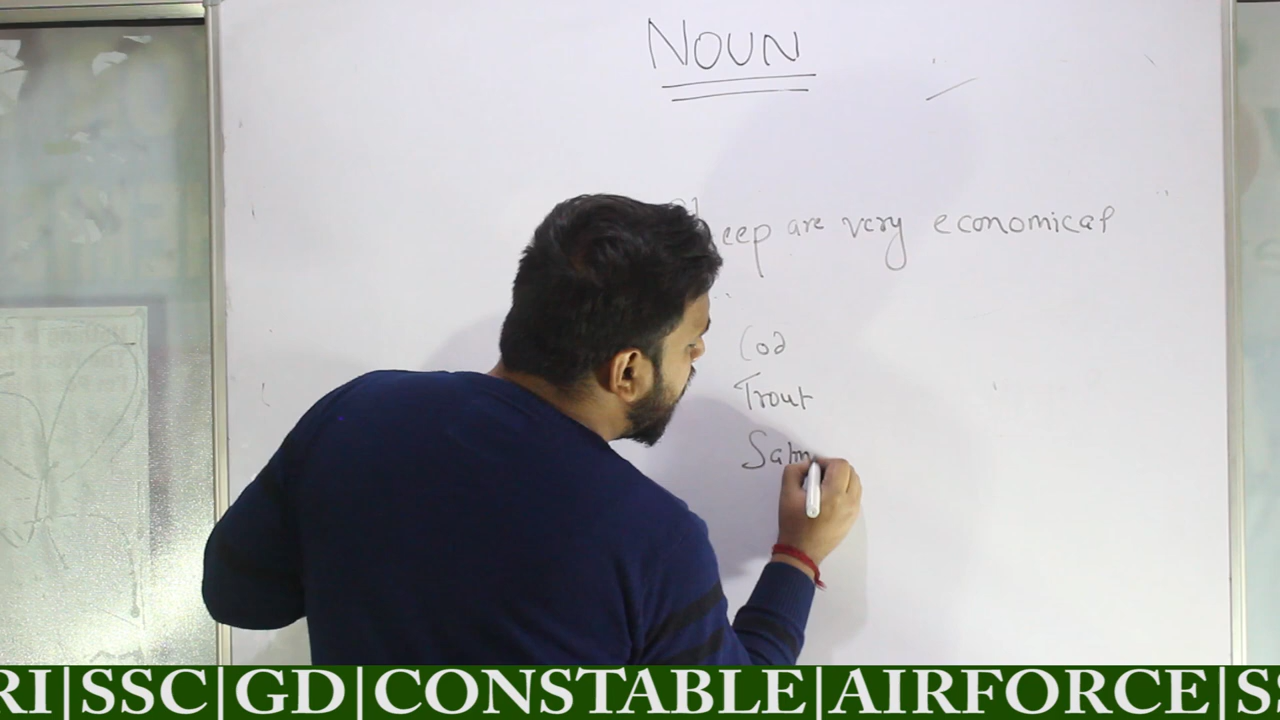 NOUN
eep are very economical
Cod
Trout
Salm
RI|SSC|GD|CONSTABLE|AIRFORCE|S